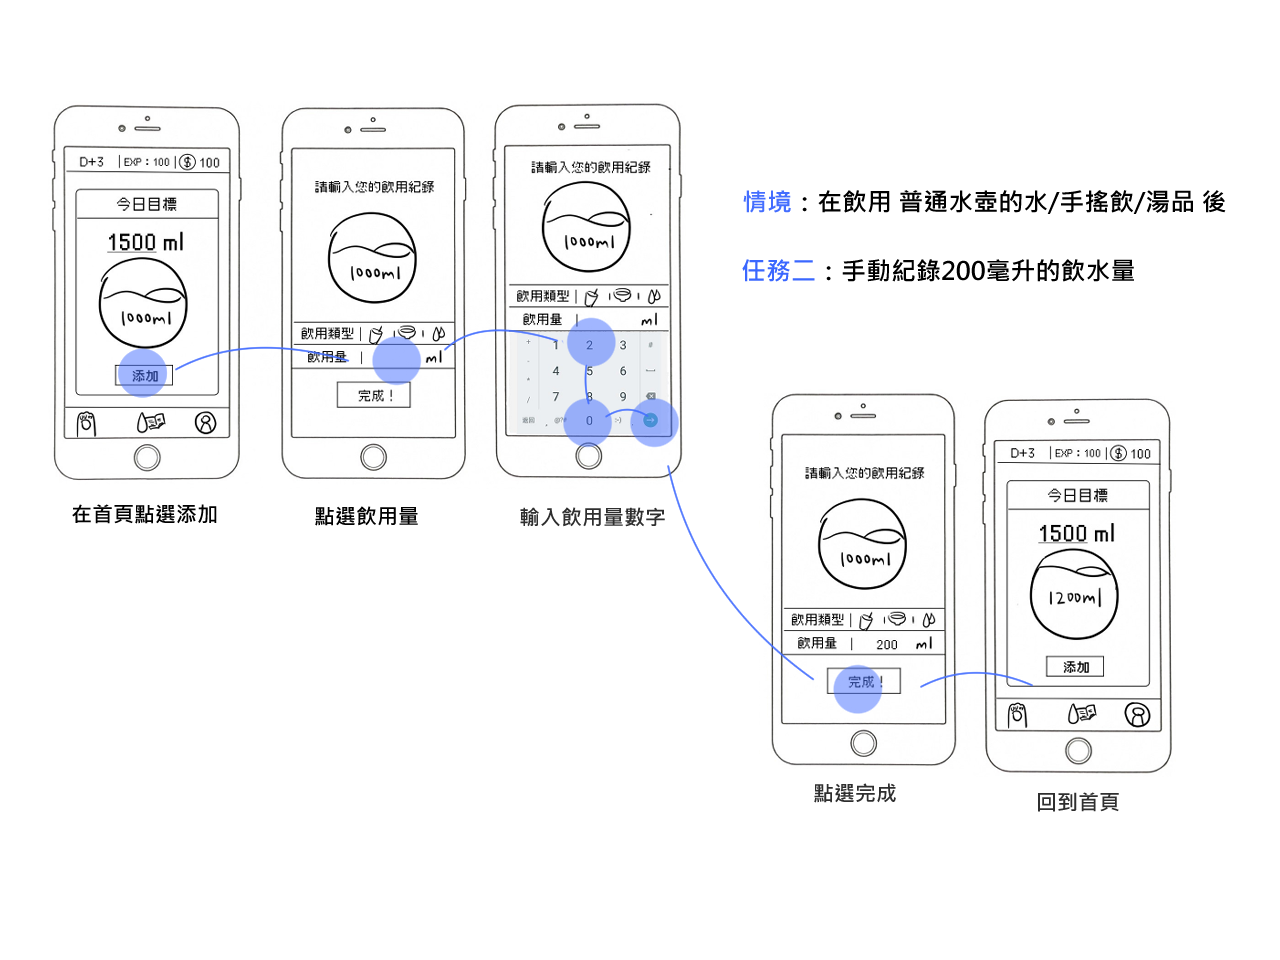 情境：在飲用 普通水壺的水/手搖飲/湯品 後
任務二：手動紀錄200毫升的飲水量
D+3 | EXP：100 | $ 100
今日目標
1500 ml
1000ml
添加
在首頁點選添加
請輸入您的飲用紀錄
1000ml
飲用類型 |
飲用量 | ml
完成！
點選飲用量
請輸入您的飲用紀錄
1000ml
飲用類型 |
飲用量 | ml
+ 1 2 3 #
4 5 6
* 7 8 9
/ 返回 , @?! 0 :-) .
輸入飲用量數字
請輸入您的飲用紀錄
1000ml
飲用類型 |
飲用量 | 200 ml
完成！
點選完成
D+3 | EXP：100 | $ 100
今日目標
1500 ml
1200ml
添加
回到首頁